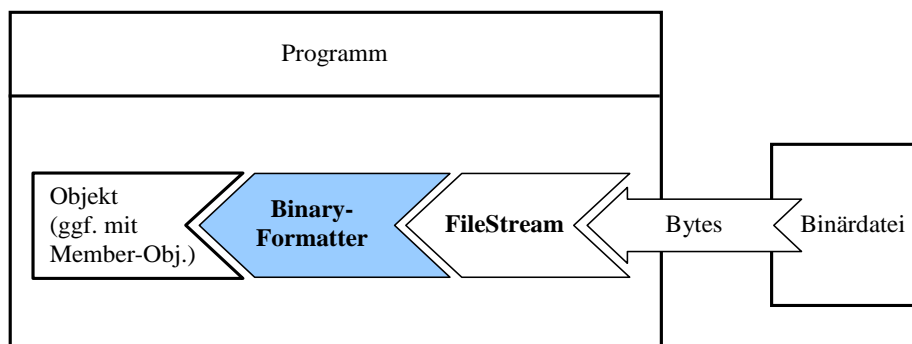 Programm
Objekt
(ggf. mit
Member-Obj.)
Binary-
Formatter
FileStream
Bytes
Binärdatei